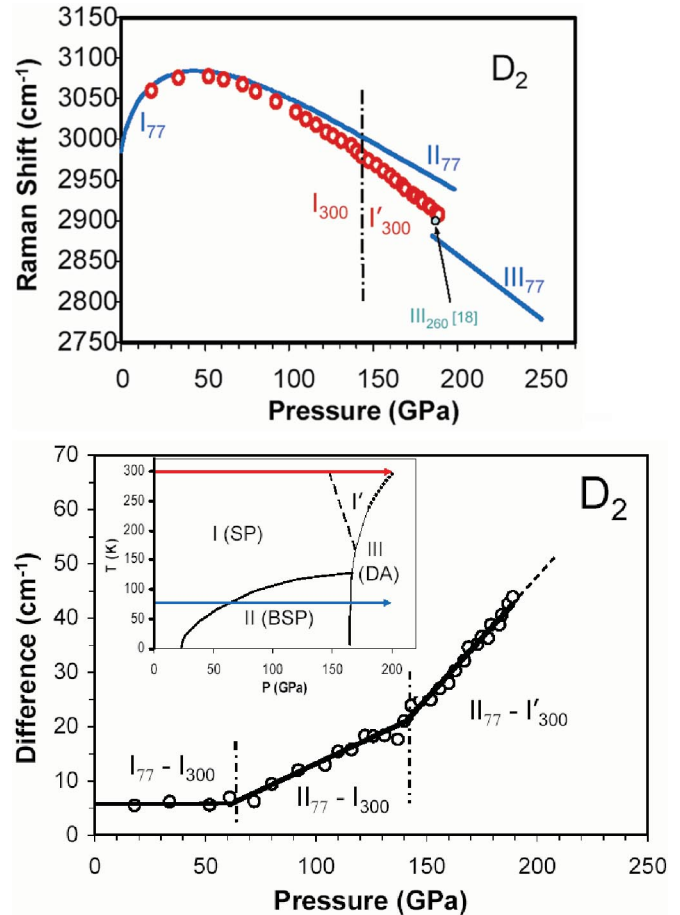 3150
3100
3050
3000
2950
2900
2850
2800
2750
Raman Shift (cm⁻¹)
D₂
I₇₇
II₇₇
I₃₀₀
I′₃₀₀
III₇₇
III₂₆₀ [18]
0 50 100 150 200 250
Pressure (GPa)
70
60
50
40
30
20
10
0
Difference (cm⁻¹)
D₂
300
250
200
150
100
50
0
T (K)
I (SP)
I′
III
(DA)
II (BSP)
0 50 100 150 200
P (GPa)
I₇₇ - I₃₀₀
II₇₇ - I₃₀₀
II₇₇ - I′₃₀₀
0 50 100 150 200 250
Pressure (GPa)